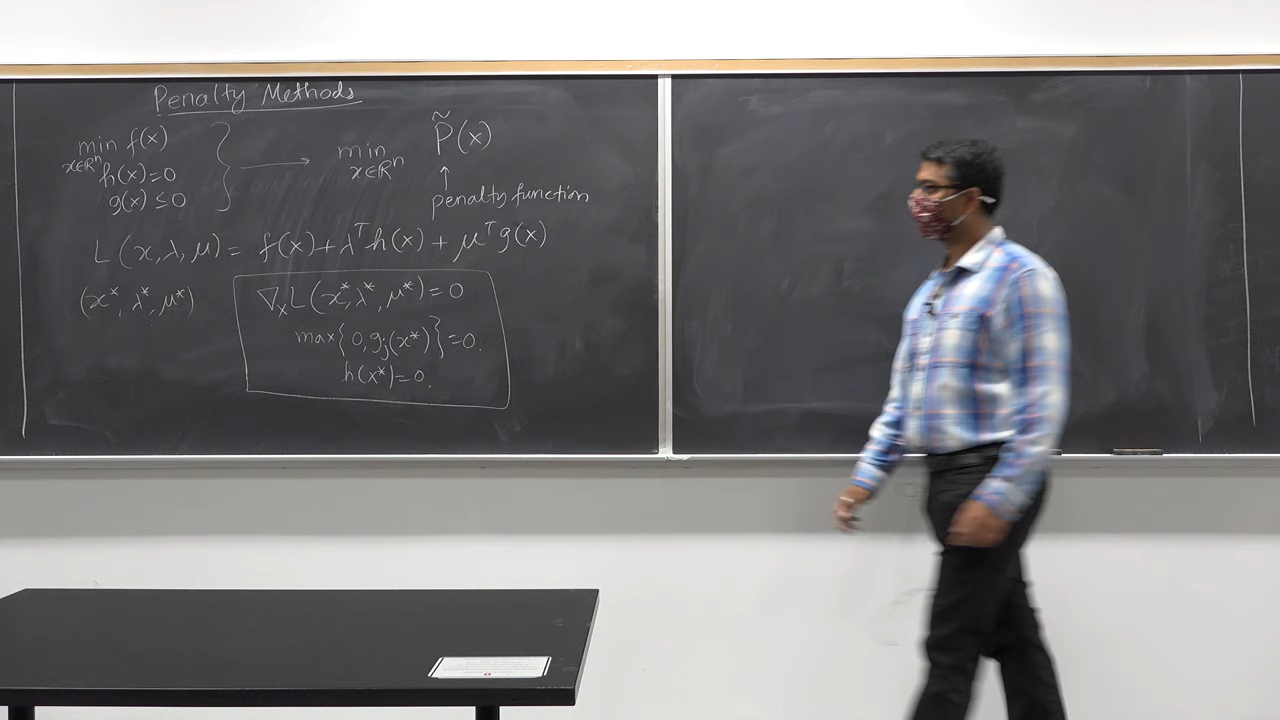 Penalty Methods
min f(x)
x∈Rⁿ
h(x)=0
g(x) ≤ 0
min P̃(x)
x∈Rⁿ
↑
penalty function
L(x,λ,μ) = f(x)+λᵀh(x) + μᵀg(x)
(x*, λ*, μ*)
∇ₓL(x*,λ*,μ*)=0
max{0,gⱼ(x*)}=0.
h(x*)=0.